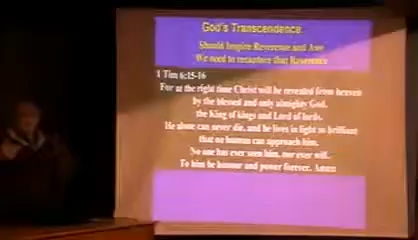 God's Transcendence
Should Inspire Reverence and Awe
We need to recapture that Reverence
1 Tim 6:15-16
For at the right time Christ will be revealed from heaven
by the blessed and only almighty God,
the King of kings and Lord of lords.
He alone can never die, and he lives in light so brilliant
that no human can approach him.
No one has ever seen him, nor ever will.
To him be honour and power forever. Amen